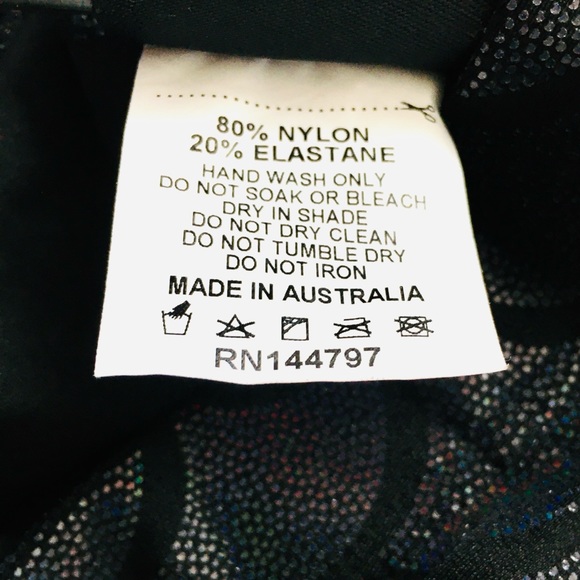 80% NYLON
20% ELASTANE
HAND WASH ONLY
DO NOT SOAK OR BLEACH
DRY IN SHADE
DO NOT DRY CLEAN
DO NOT TUMBLE DRY
DO NOT IRON
MADE IN AUSTRALIA
RN144797